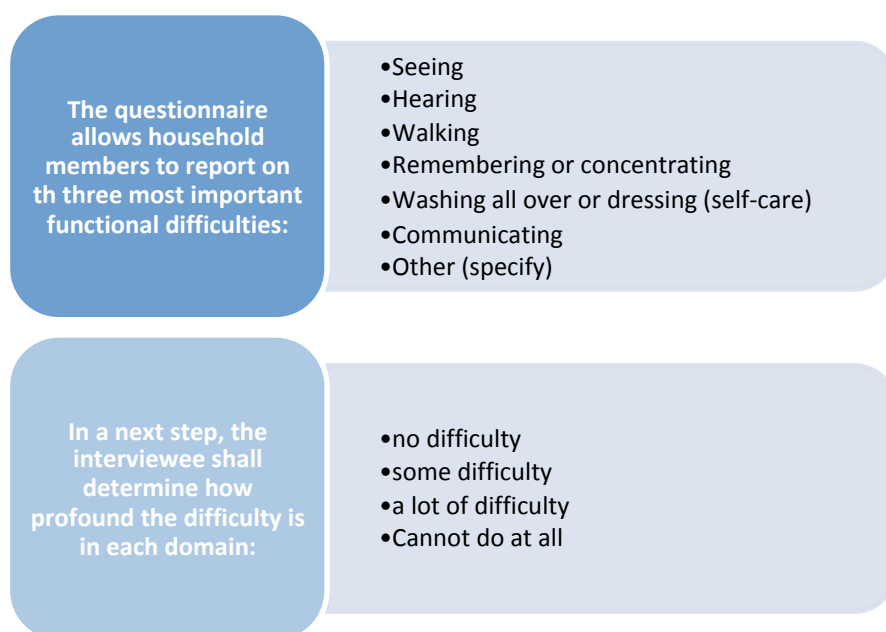 The questionnaire
allows household
members to report on
th three most important
functional difficulties:
•Seeing
•Hearing
•Walking
•Remembering or concentrating
•Washing all over or dressing (self-care)
•Communicating
•Other (specify)
In a next step, the
interviewee shall
determine how
profound the difficulty is
in each domain:
•no difficulty
•some difficulty
•a lot of difficulty
•Cannot do at all